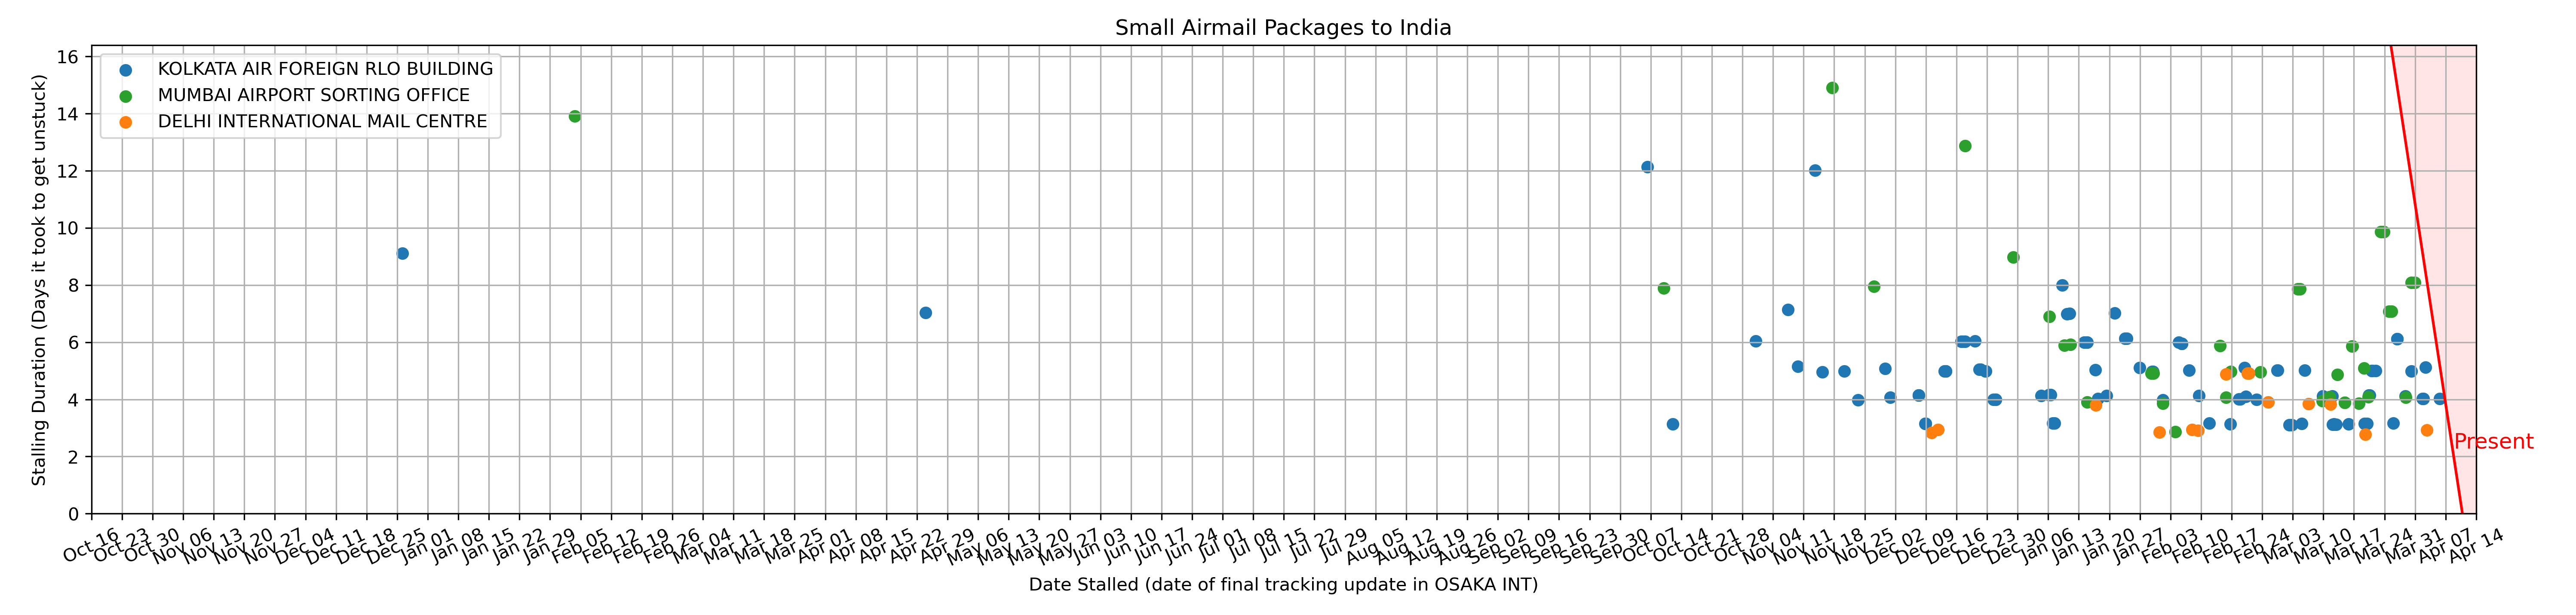 Small Airmail Packages to India
Stalling Duration (Days it took to get unstuck)
16
14
12
10
8
6
4
2
0
KOLKATA AIR FOREIGN RLO BUILDING
MUMBAI AIRPORT SORTING OFFICE
DELHI INTERNATIONAL MAIL CENTRE
Present
Oct 16
Oct 23
Oct 30
Nov 06
Nov 13
Nov 20
Nov 27
Dec 04
Dec 11
Dec 18
Dec 25
Jan 01
Jan 08
Jan 15
Jan 22
Jan 29
Feb 05
Feb 12
Feb 19
Feb 26
Mar 04
Mar 11
Mar 18
Mar 25
Apr 01
Apr 08
Apr 15
Apr 22
Apr 29
May 06
May 13
May 20
May 27
Jun 03
Jun 10
Jun 17
Jun 24
Jul 01
Jul 08
Jul 15
Jul 22
Jul 29
Aug 05
Aug 12
Aug 19
Aug 26
Sep 02
Sep 09
Sep 16
Sep 23
Sep 30
Oct 07
Oct 14
Oct 21
Oct 28
Nov 04
Nov 11
Nov 18
Nov 25
Dec 02
Dec 09
Dec 16
Dec 23
Dec 30
Jan 06
Jan 13
Jan 20
Jan 27
Feb 03
Feb 10
Feb 17
Feb 24
Mar 03
Mar 10
Mar 17
Mar 24
Mar 31
Apr 07
Apr 14
Date Stalled (date of final tracking update in OSAKA INT)